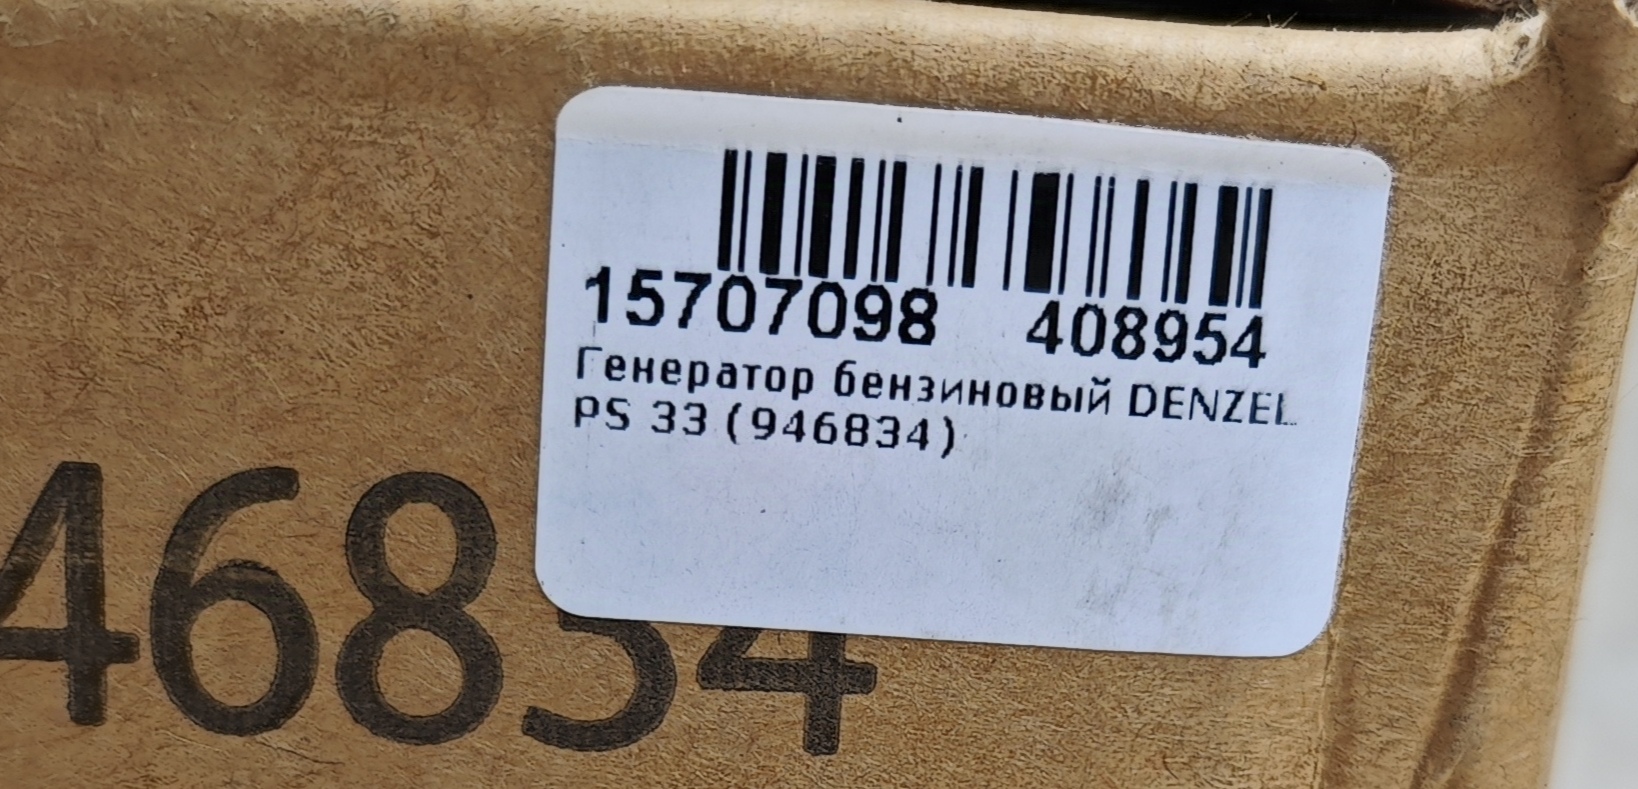 15707098 408954
Генератор бензиновый DENZEL
PS 33 (946834)
46834